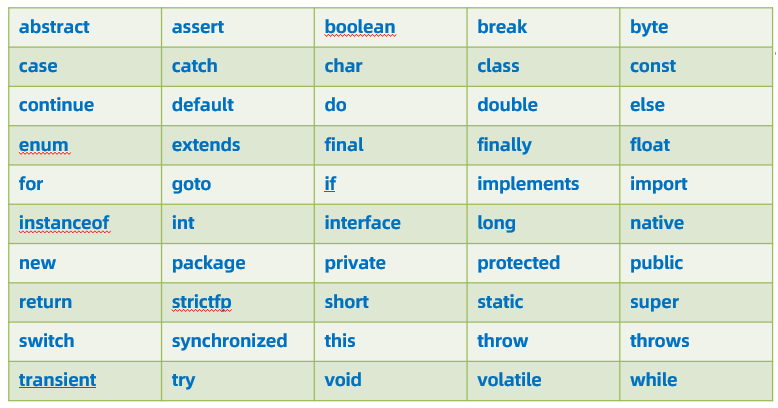 abstract assert boolean break byte
case catch char class const
continue default do double else
enum extends final finally float
for goto if implements import
instanceof int interface long native
new package private protected public
return strictfp short static super
switch synchronized this throw throws
transient try void volatile while